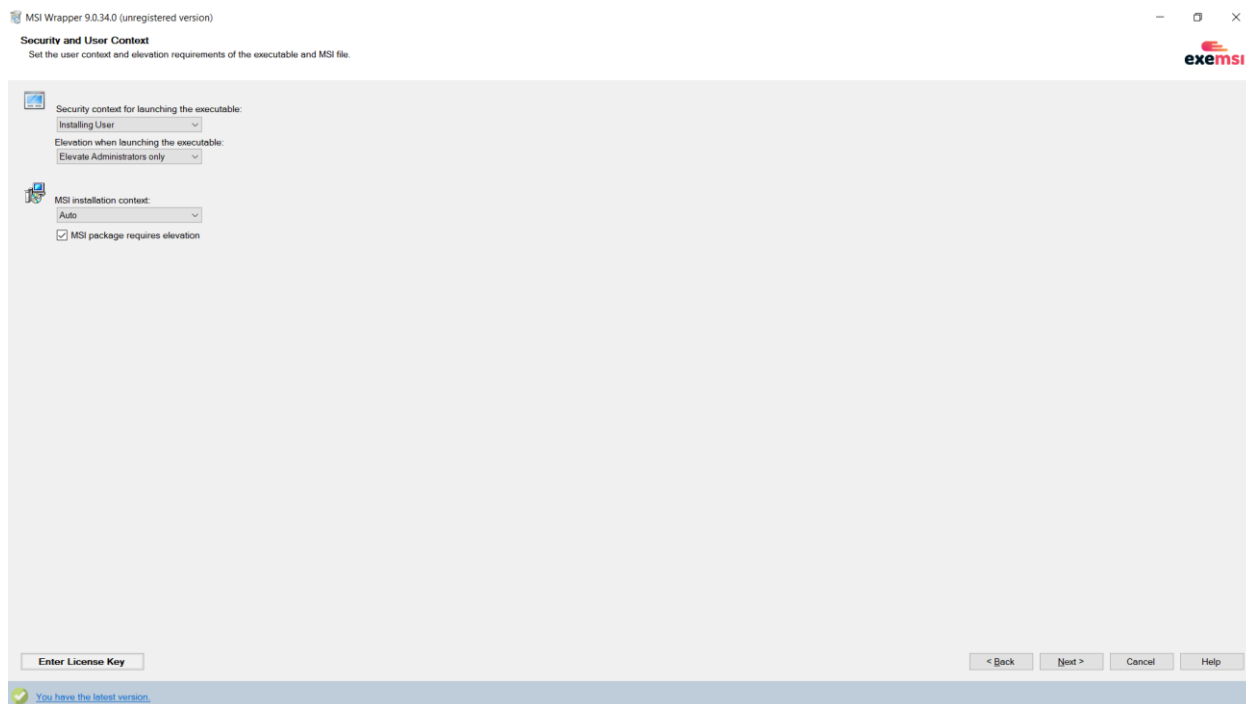 MSI Wrapper 9.0.34.0 (unregistered version)
Security and User Context
Set the user context and elevation requirements of the executable and MSI file.
exemsi
Security context for launching the executable:
Installing User
Elevation when launching the executable:
Elevate Administrators only
MSI installation context:
Auto
MSI package requires elevation
Enter License Key
< Back
Next >
Cancel
Help
You have the latest version.